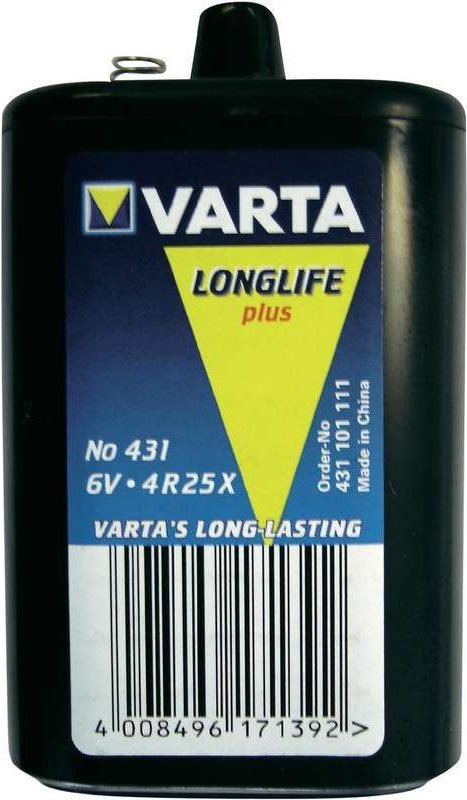 VARTA
LONGLIFE
plus
No 431
6V • 4R25X
Order-No
431 101 111
Made in China
VARTA'S LONG-LASTING
4 008496 171392 >